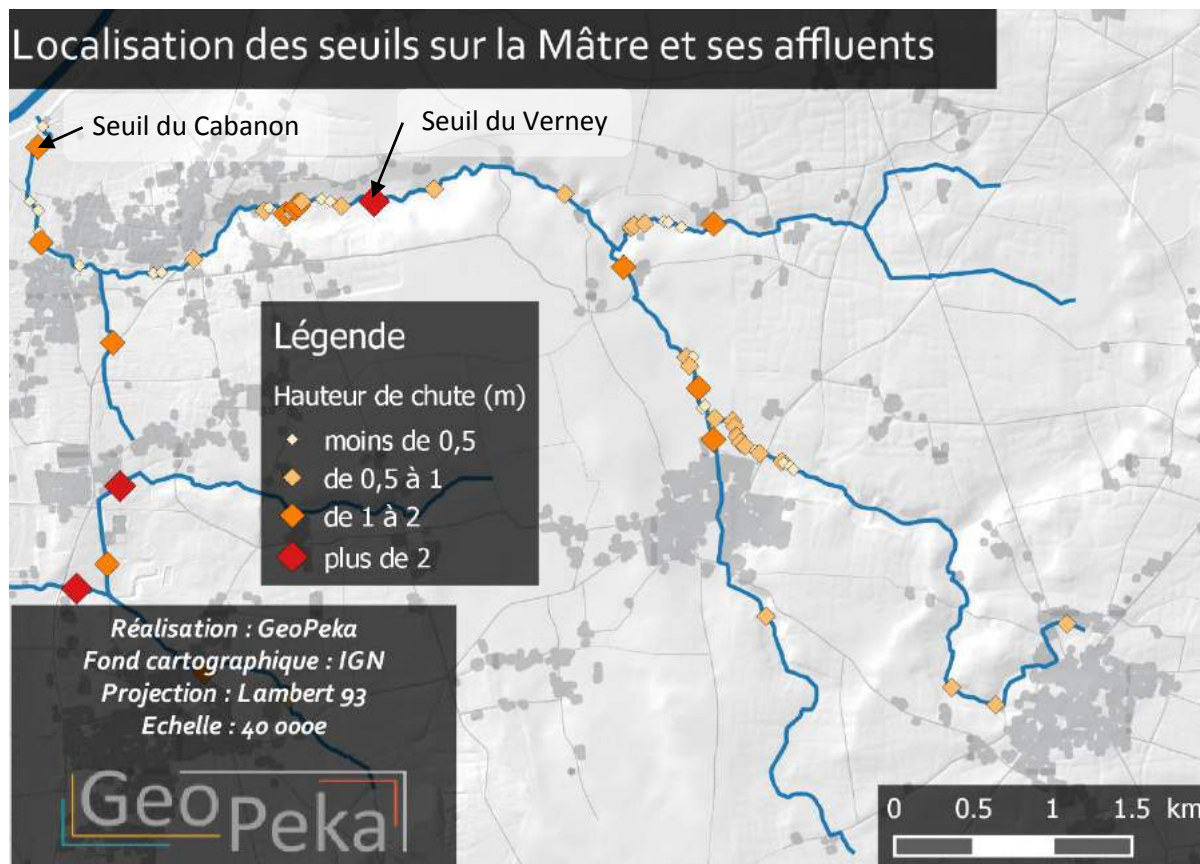 Localisation des seuils sur la Mâtre et ses affluents
Seuil du Cabanon
Seuil du Verney
Légende
Hauteur de chute (m)
moins de 0,5
de 0,5 à 1
de 1 à 2
plus de 2
Réalisation : GeoPeka
Fond cartographique : IGN
Projection : Lambert 93
Echelle : 40 000e
GeoPeka
0 0.5 1 1.5 km